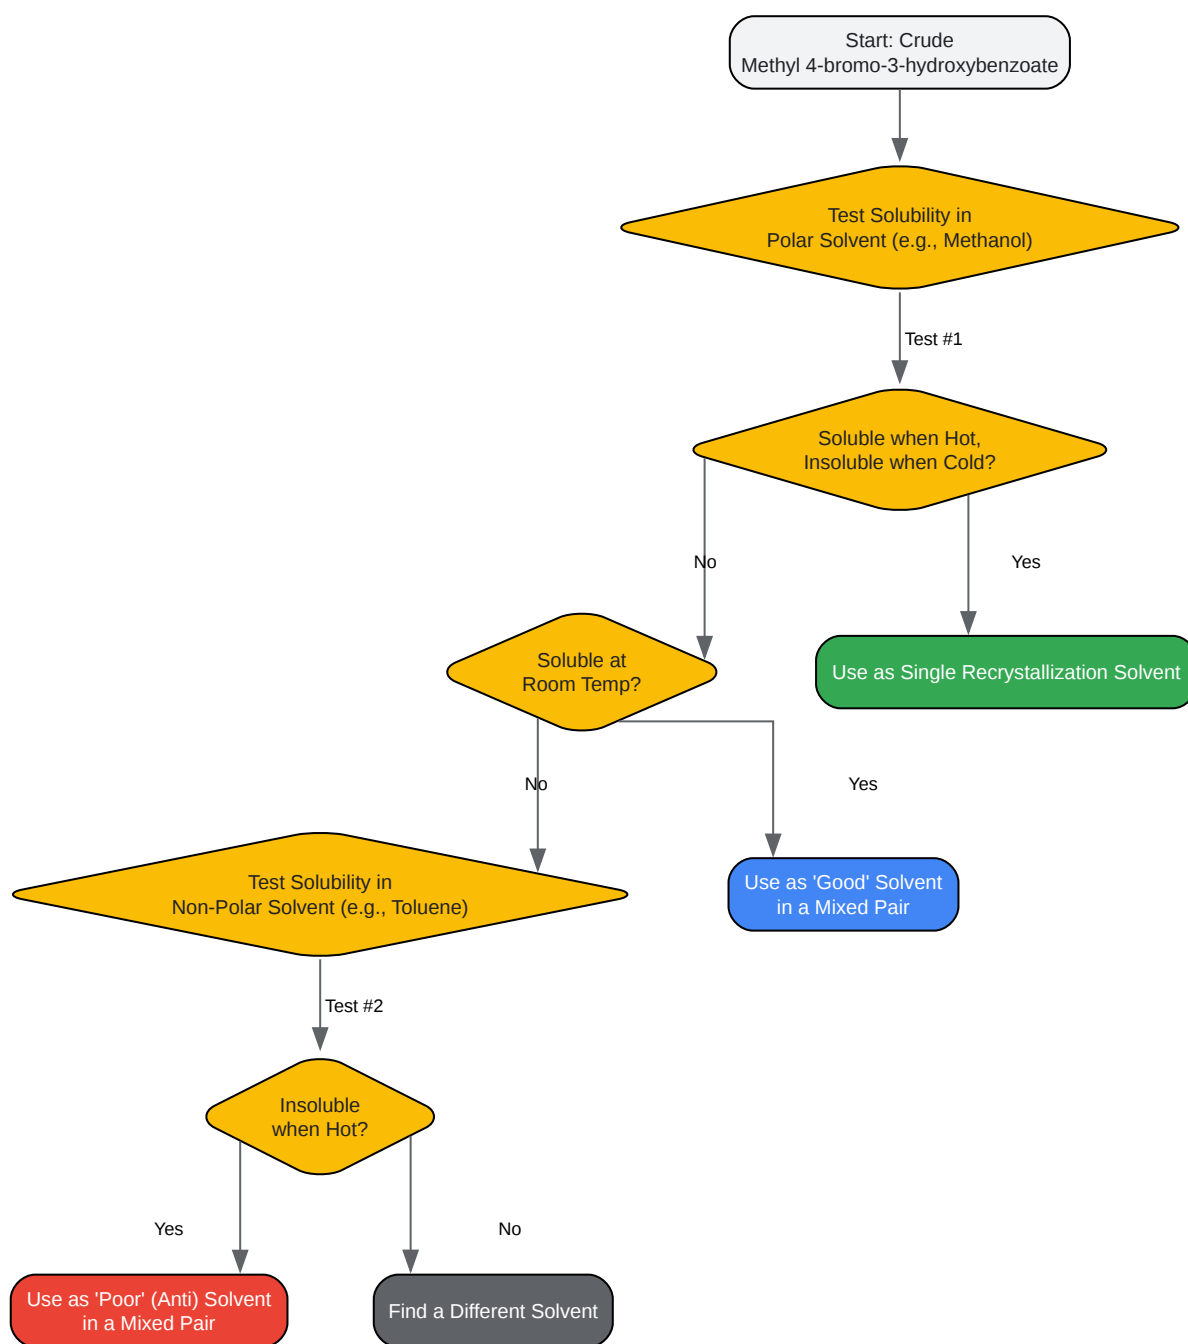 Start: Crude
Methyl 4-bromo-3-hydroxybenzoate
Test Solubility in
Polar Solvent (e.g., Methanol)
Test #1
Soluble when Hot,
Insoluble when Cold?
No
Yes
Soluble at
Room Temp?
Use as Single Recrystallization Solvent
No
Yes
Test Solubility in
Non-Polar Solvent (e.g., Toluene)
Use as 'Good' Solvent
in a Mixed Pair
Test #2
Insoluble
when Hot?
Yes
No
Use as 'Poor' (Anti) Solvent
in a Mixed Pair
Find a Different Solvent